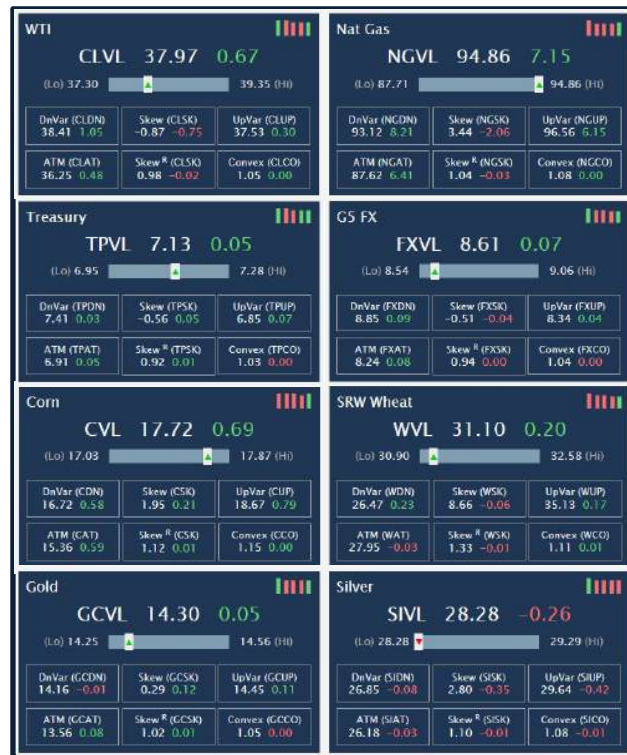 WTI
CLVL 37.97 0.67
(Lo) 37.30 39.35 (Hi)
DnVar (CLDN) Skew (CLSK) UpVar (CLUP)
38.41 1.05 -0.87 -0.75 37.53 0.30
ATM (CLAT) Skew R (CLSK) Convex (CLCO)
36.25 0.48 0.98 -0.02 1.05 0.00
Nat Gas
NGVL 94.86 7.15
(Lo) 87.71 94.86 (Hi)
DnVar (NGDN) Skew (NGSK) UpVar (NGUP)
93.12 8.21 3.44 -2.06 96.56 6.15
ATM (NGAT) Skew R (NGSK) Convex (NGCO)
87.62 6.41 1.04 -0.03 1.08 0.00
Treasury
TPVL 7.13 0.05
(Lo) 6.95 7.28 (Hi)
DnVar (TPDN) Skew (TPSK) UpVar (TPUP)
7.41 0.03 -0.56 0.05 6.85 0.07
ATM (TPAT) Skew R (TPSK) Convex (TPCO)
6.91 0.05 0.92 0.01 1.03 0.00
G5 FX
FXVL 8.61 0.07
(Lo) 8.54 9.06 (Hi)
DnVar (FXDN) Skew (FXSK) UpVar (FXUP)
8.85 0.09 -0.51 -0.04 8.34 0.04
ATM (FXAT) Skew R (FXSK) Convex (FXCO)
8.24 0.08 0.94 0.00 1.04 0.00
Corn
CVL 17.72 0.69
(Lo) 17.03 17.87 (Hi)
DnVar (CDN) Skew (CSK) UpVar (CUP)
16.72 0.58 1.95 0.21 18.67 0.79
ATM (CAT) Skew R (CSK) Convex (CCO)
15.36 0.59 1.12 0.01 1.15 0.00
SRW Wheat
WVL 31.10 0.20
(Lo) 30.90 32.58 (Hi)
DnVar (WDN) Skew (WSK) UpVar (WUP)
26.47 0.23 8.66 -0.06 35.13 0.17
ATM (WAT) Skew R (WSK) Convex (WCO)
27.95 -0.03 1.33 -0.01 1.11 0.01
Gold
GCVL 14.30 0.05
(Lo) 14.25 14.56 (Hi)
DnVar (GCDN) Skew (GCSK) UpVar (GCUP)
14.16 -0.01 0.29 0.12 14.45 0.11
ATM (GCAT) Skew R (GCSK) Convex (GCCO)
13.56 0.08 1.02 0.01 1.05 0.00
Silver
SIVL 28.28 -0.26
(Lo) 28.28 29.29 (Hi)
DnVar (SIDN) Skew (SISK) UpVar (SIUP)
26.85 -0.08 2.80 -0.35 29.64 -0.42
ATM (SIAT) Skew R (SISK) Convex (SICO)
26.18 -0.03 1.10 -0.01 1.08 -0.01